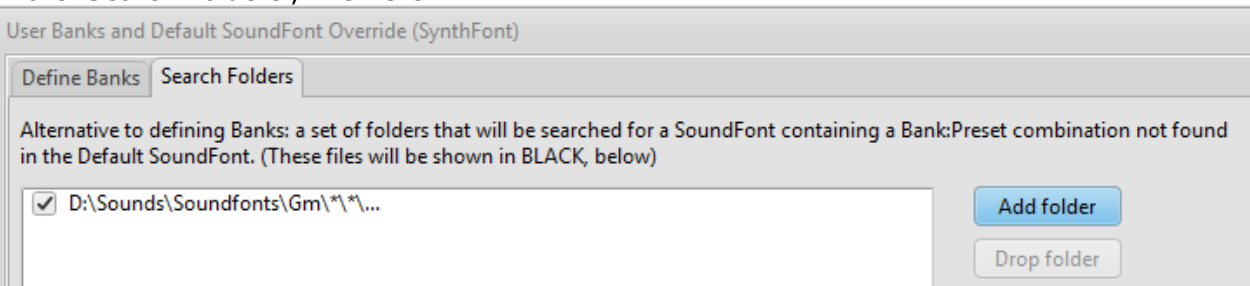 User Banks and Default SoundFont Override (SynthFont)
Define Banks Search Folders
Alternative to defining Banks: a set of folders that will be searched for a SoundFont containing a Bank:Preset combination not found
in the Default SoundFont. (These files will be shown in BLACK, below)
D:\Sounds\Soundfonts\Gm\*\*\...
Add folder
Drop folder